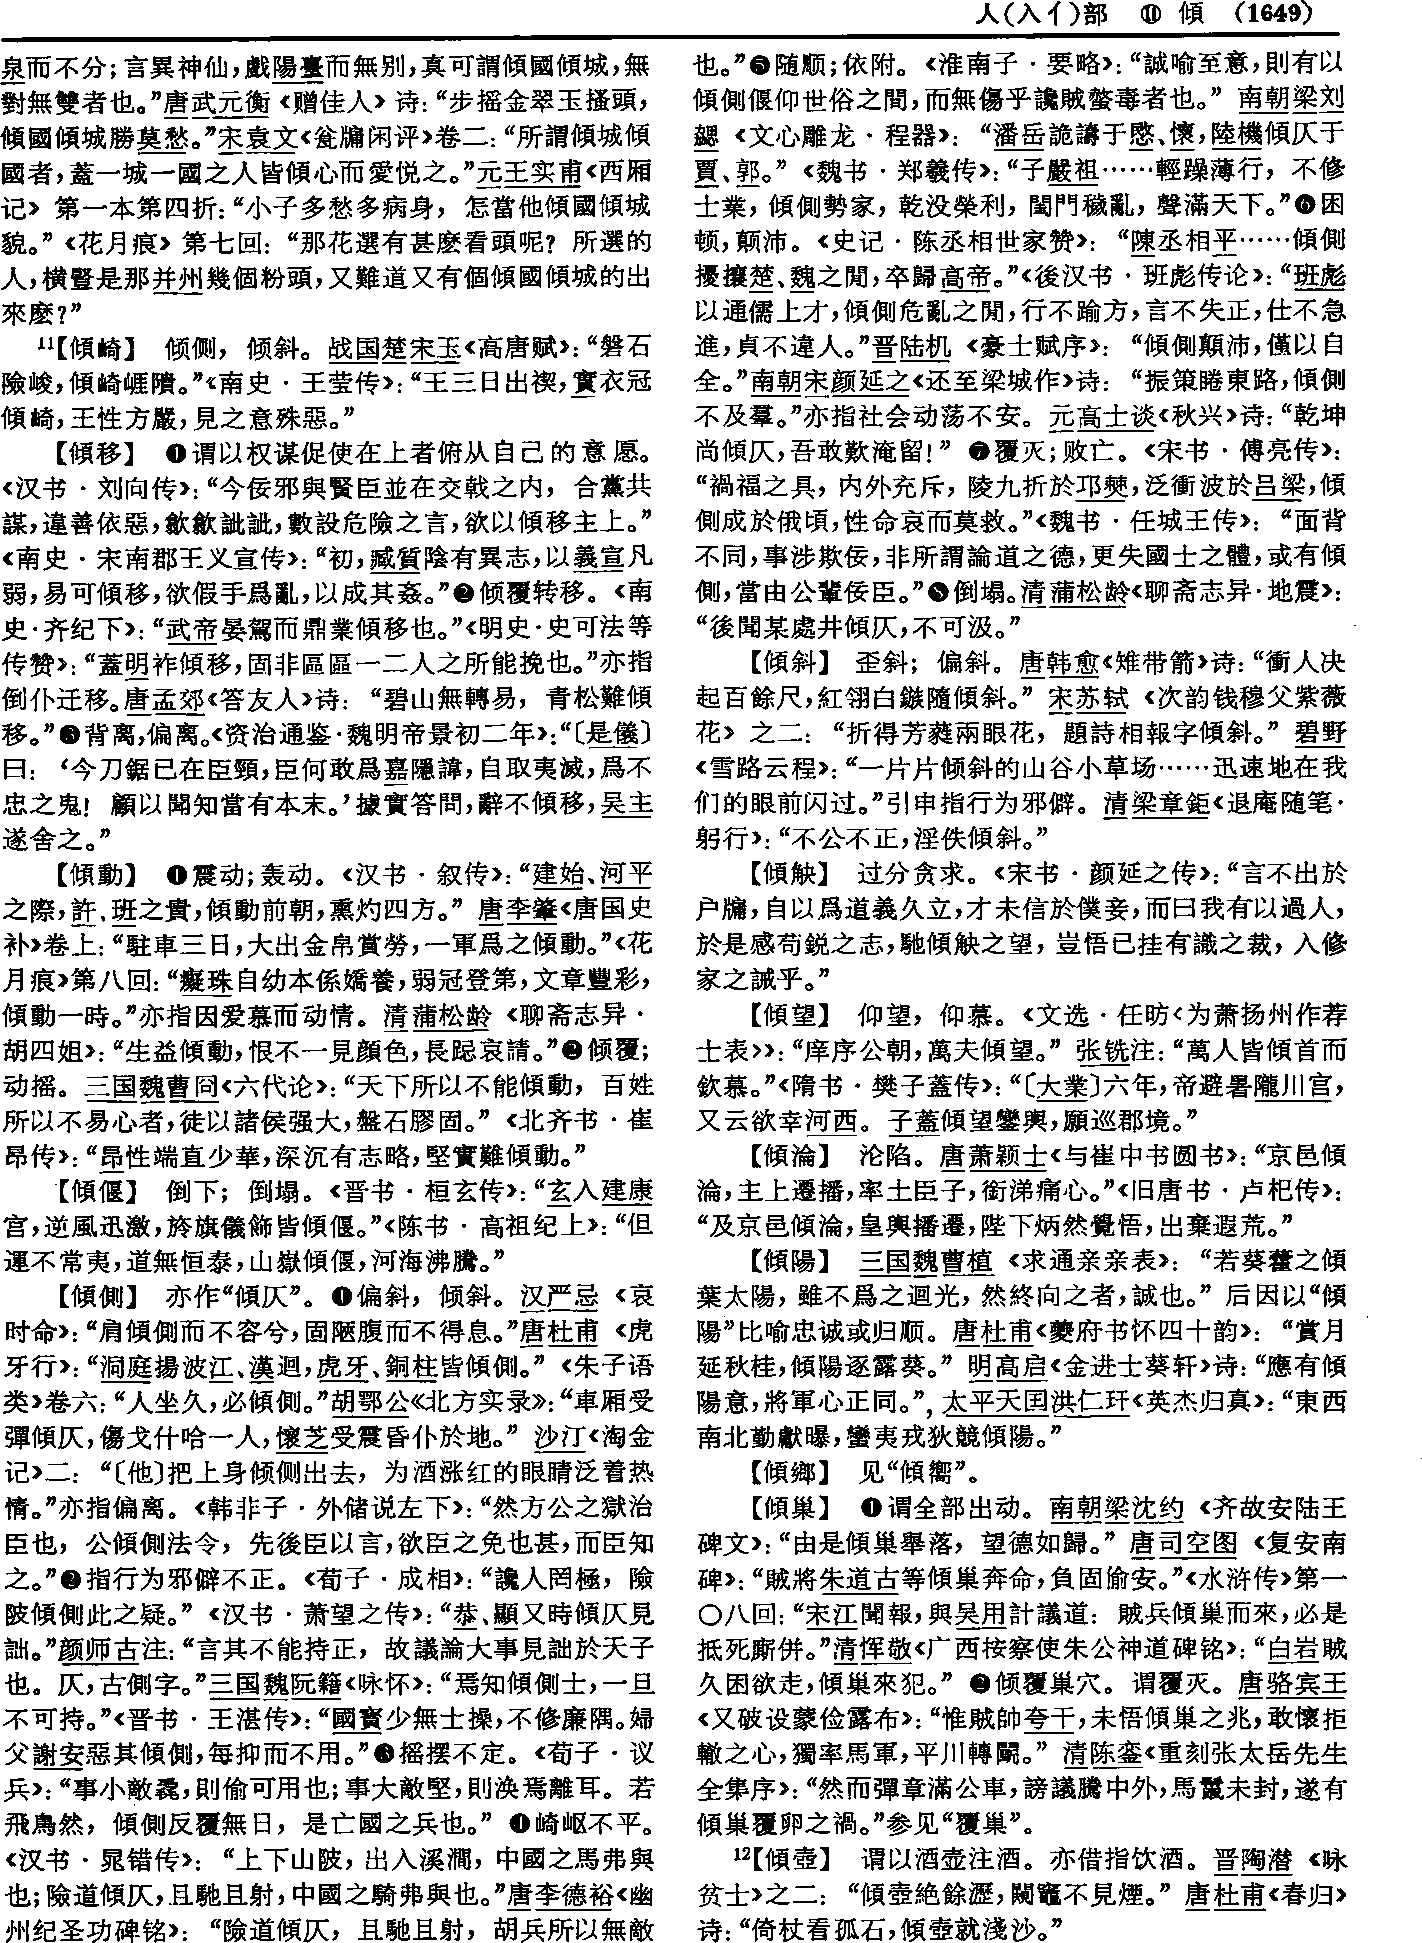 人(入亻)部　⑪ 傾 (1649)
泉而不分；言異神仙，戲陽臺而無别，真可謂傾國傾城，無
對無雙者也。”唐武元衡《赠佳人》诗：“步摇金翠玉搔頭，
傾國傾城勝莫愁。”宋袁文《瓮牖闲评》卷二：“所謂傾城傾
國者，蓋一城一國之人皆傾心而愛悦之。”元王实甫《西厢
记》第一本第四折：“小子多愁多病身，怎當他傾國傾城
貌。”《花月痕》第七回：“那花選有甚麽看頭呢？所選的
人，横豎是那并州幾個粉頭，又難道又有個傾國傾城的出
來麽？”
11【傾崎】 倾侧，倾斜。战国楚宋玉《高唐赋》：“磐石
險峻，傾崎崕隤。”《南史·王莹传》：“王三日出禊，實衣冠
傾崎，王性方嚴，見之意殊惡。”
【傾移】 ❶谓以权谋促使在上者俯从自己的意愿。
《汉书·刘向传》：“今佞邪與賢臣並在交戟之内，合黨共
謀，違善依惡，歙歙訿訿，數設危險之言，欲以傾移主上。”
《南史·宋南郡王义宣传》：“初，臧質陰有異志，以義宣凡
弱，易可傾移，欲假手爲亂，以成其姦。”❷倾覆转移。《南
史·齐纪下》：“武帝晏駕而鼎業傾移也。”《明史·史可法等
传赞》：“蓋明祚傾移，固非區區一二人之所能挽也。”亦指
倒仆迁移。唐孟郊《答友人》诗：“碧山無轉易，青松難傾
移。”❸背离，偏离。《资治通鉴·魏明帝景初二年》：“〔是儀〕
曰：‘今刀鋸已在臣頸，臣何敢爲嘉隱諱，自取夷滅，爲不
忠之鬼！顧以聞知當有本末。’據實答問，辭不傾移，吴主
遂舍之。”
【傾動】 ❶震动；轰动。《汉书·叙传》：“建始、河平
之際，許、班之貴，傾動前朝，熏灼四方。”唐李肇《唐国史
补》卷上：“駐車三日，大出金帛賞勞，一軍爲之傾動。”《花
月痕》第八回：“癡珠自幼本係嬌養，弱冠登第，文章豐彩，
傾動一時。”亦指因爱慕而动情。清蒲松龄《聊斋志异·
胡四姐》：“生益傾動，恨不一見顔色，長跽哀請。”❷倾覆；
动摇。三国魏曹冏《六代论》：“天下所以不能傾動，百姓
所以不易心者，徒以諸侯强大，盤石膠固。”《北齐书·崔
昂传》：“昂性端直少華，深沉有志略，堅實難傾動。”
【傾偃】 倒下；倒塌。《晋书·桓玄传》：“玄入建康
宫，逆風迅激，旍旗儀飾皆傾偃。”《陈书·高祖纪上》：“但
運不常夷，道無恒泰，山嶽傾偃，河海沸騰。”
【傾側】 亦作“傾仄”。❶偏斜，倾斜。汉严忌《哀
时命》：“肩傾側而不容兮，固陿腹而不得息。”唐杜甫《虎
牙行》：“洞庭揚波江、漢迴，虎牙、銅柱皆傾側。”《朱子语
类》卷六：“人坐久，必傾側。”胡鄂公《北方实录》：“車厢受
彈傾仄，傷戈什哈一人，懷芝受震昏仆於地。”沙汀《淘金
记》二：“〔他〕把上身倾侧出去，为酒涨红的眼睛泛着热
情。”亦指偏离。《韩非子·外储说左下》：“然方公之獄治
臣也，公傾側法令，先後臣以言，欲臣之免也甚，而臣知
之。”❷指行为邪僻不正。《荀子·成相》：“讒人罔極，險
陂傾側此之疑。”《汉书·萧望之传》：“恭、顯又時傾仄見
詘。”颜师古注：“言其不能持正，故議論大事見詘於天子
也。仄，古側字。”三国魏阮籍《咏怀》：“焉知傾側士，一旦
不可持。”《晋书·王湛传》：“國寳少無士操，不修廉隅。婦
父謝安惡其傾側，每抑而不用。”❸摇摆不定。《荀子·议
兵》：“事小敵毳，則偷可用也；事大敵堅，則涣焉離耳。若
飛鳥然，傾側反覆無日，是亡國之兵也。”❹崎岖不平。
《汉书·晁错传》：“上下山阪，出入溪澗，中國之馬弗與
也；險道傾仄，且馳且射，中國之騎弗與也。”唐李德裕《幽
州纪圣功碑铭》：“險道傾仄，且馳且射，胡兵所以無敵
也。”❺随顺；依附。《淮南子·要略》：“誠喻至意，則有以
傾側偃仰世俗之間，而無傷乎讒賊螫毒者也。”南朝梁刘
勰《文心雕龙·程器》：“潘岳詭譸于愍、懷，陸機傾仄于
賈、郭。”《魏书·郑羲传》：“子嚴祖……輕躁薄行，不修
士業，傾側勢家，乾没榮利，閨門穢亂，聲滿天下。”❻困
顿，颠沛。《史记·陈丞相世家赞》：“陳丞相平……傾側
擾攘楚、魏之閒，卒歸高帝。”《後汉书·班彪传论》：“班彪
以通儒上才，傾側危亂之閒，行不踰方，言不失正，仕不急
進，貞不違人。”晋陆机《豪士赋序》：“傾側顛沛，僅以自
全。”南朝宋颜延之《还至梁城作》诗：“振策睠東路，傾側
不及羣。”亦指社会动荡不安。元高士谈《秋兴》诗：“乾坤
尚傾仄，吾敢歎淹留！”❼覆灭；败亡。《宋书·傅亮传》：
“禍福之具，内外充斥，陵九折於邛僰，泛衝波於吕梁，傾
側成於俄頃，性命哀而莫救。”《魏书·任城王传》：“面背
不同，事涉欺佞，非所謂論道之德，更失國士之體，或有傾
側，當由公輩佞臣。”❽倒塌。清蒲松龄《聊斋志异·地震》：
“後聞某處井傾仄，不可汲。”
【傾斜】 歪斜；偏斜。唐韩愈《雉带箭》诗：“衝人决
起百餘尺，紅翎白鏃隨傾斜。”宋苏轼《次韵钱穆父紫薇
花》之二：“折得芳蕤兩眼花，題詩相報字傾斜。”碧野
《雪路云程》：“一片片倾斜的山谷小草场……迅速地在我
们的眼前闪过。”引申指行为邪僻。清梁章鉅《退庵随笔·
躬行》：“不公不正，淫佚傾斜。”
【傾觖】 过分贪求。《宋书·颜延之传》：“言不出於
户牖，自以爲道義久立，才未信於僕妾，而曰我有以過人，
於是感苟鋭之志，馳傾觖之望，豈悟已挂有識之裁，入修
家之誡乎。”
【傾望】 仰望，仰慕。《文选·任昉〈为萧扬州作荐
士表〉》：“庠序公朝，萬夫傾望。”张铣注：“萬人皆傾首而
欽慕。”《隋书·樊子蓋传》：“〔大業〕六年，帝避暑隴川宫，
又云欲幸河西。子蓋傾望鑾輿，願巡郡境。”
【傾淪】 沦陷。唐萧颖士《与崔中书圆书》：“京邑傾
淪，主上遷播，率土臣子，銜涕痛心。”《旧唐书·卢杞传》：
“及京邑傾淪，皇輿播遷，陛下炳然覺悟，出棄遐荒。”
【傾陽】 三国魏曹植《求通亲亲表》：“若葵藿之傾
葉太陽，雖不爲之迴光，然終向之者，誠也。”后因以“傾
陽”比喻忠诚或归顺。唐杜甫《夔府书怀四十韵》：“賞月
延秋桂，傾陽逐露葵。”明高启《金进士葵轩》诗：“應有傾
陽意，將軍心正同。”，太平天囯洪仁玕《英杰归真》：“東西
南北勤獻曝，蠻夷戎狄競傾陽。”
【傾鄉】 见“傾嚮”。
【傾巢】 ❶谓全部出动。南朝梁沈约《齐故安陆王
碑文》：“由是傾巢舉落，望德如歸。”唐司空图《复安南
碑》：“賊將朱道古等傾巢奔命，負固偷安。”《水浒传》第一
〇八回：“宋江聞報，與吴用計議道：賊兵傾巢而來，必是
抵死廝併。”清恽敬《广西按察使朱公神道碑铭》：“白岩賊
久困欲走，傾巢來犯。”❷倾覆巢穴。谓覆灭。唐骆宾王
《又破设蒙俭露布》：“惟賊帥夸干，未悟傾巢之兆，敢懷拒
轍之心，獨率馬軍，平川轉鬭。”清陈銮《重刻张太岳先生
全集序》：“然而彈章滿公車，謗議騰中外，馬鬣未封，遂有
傾巢覆卵之禍。”参见“覆巢”。
12【傾壺】 谓以酒壶注酒。亦借指饮酒。晋陶潜《咏
贫士》之二：“傾壺絶餘瀝，闚竈不見煙。”唐杜甫《春归》
诗：“倚杖看孤石，傾壺就淺沙。”